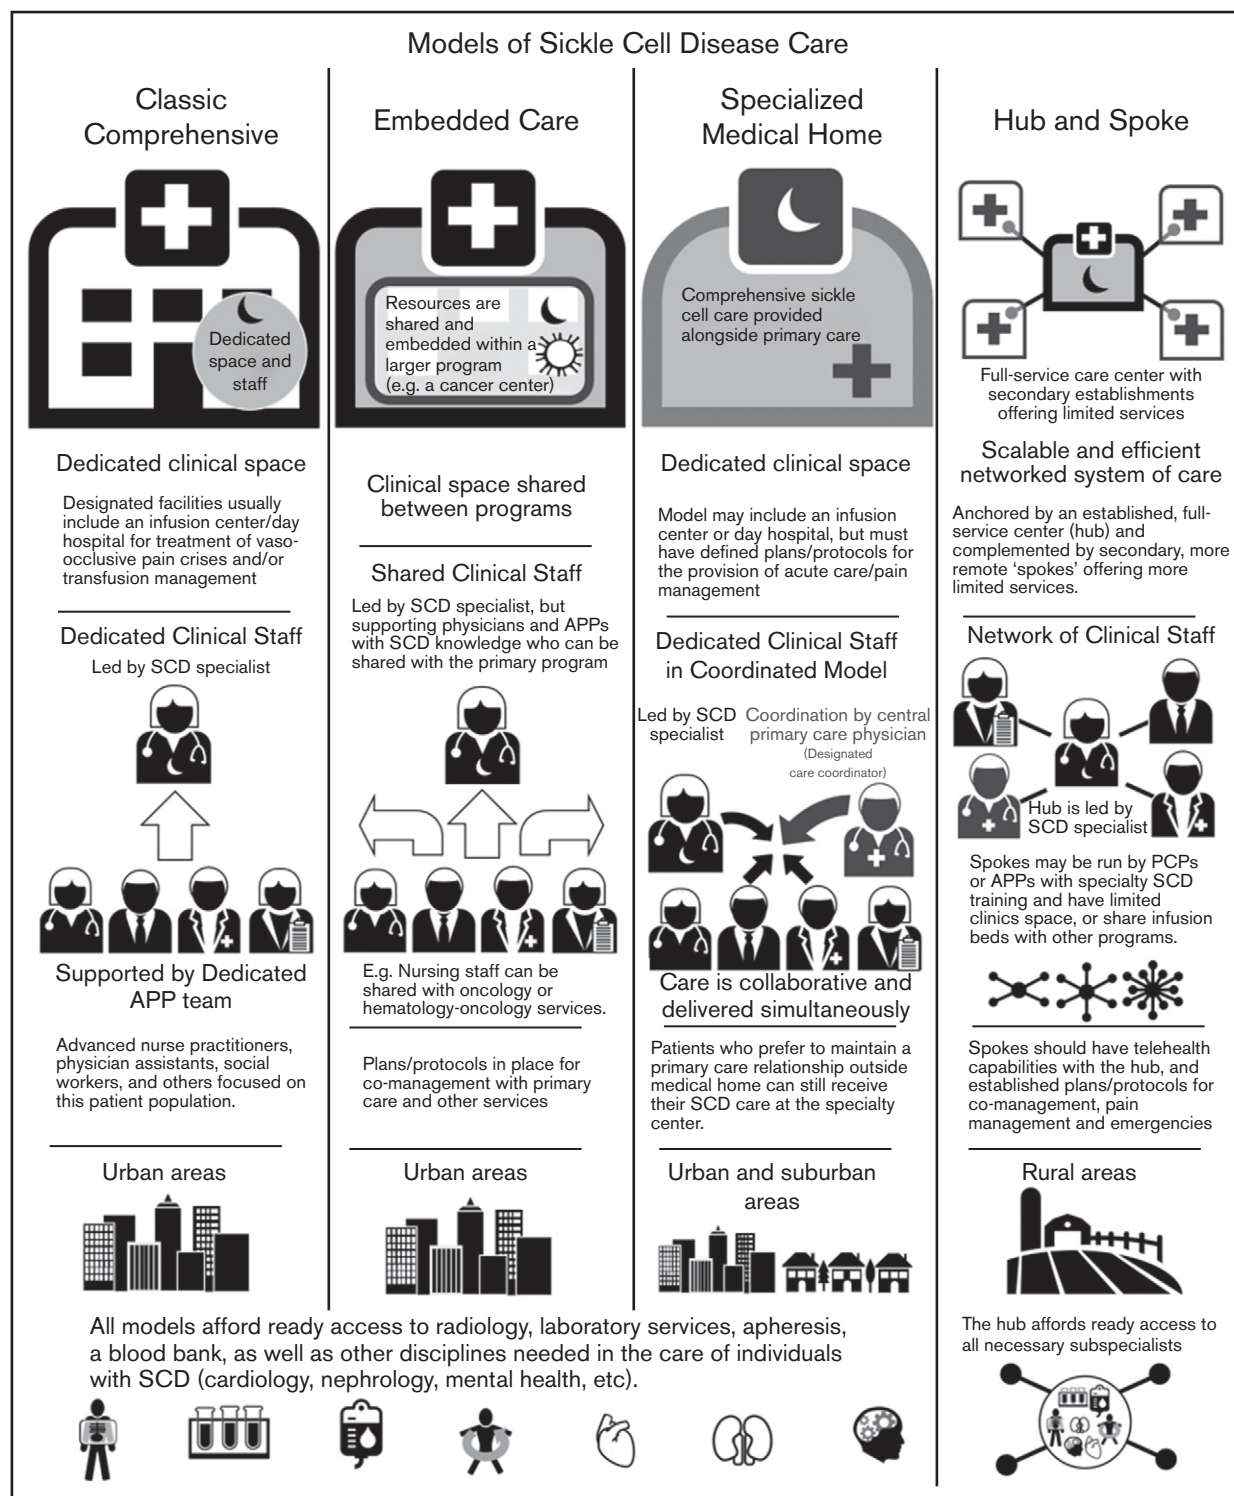 Models of Sickle Cell Disease Care
Classic
Comprehensive
Dedicated
space and
staff
Dedicated clinical space
Designated facilities usually
include an infusion center/day
hospital for treatment of vaso-
occlusive pain crises and/or
transfusion management
Dedicated Clinical Staff
Led by SCD specialist
Supported by Dedicated
APP team
Advanced nurse practitioners,
physician assistants, social
workers, and others focused on
this patient population.
Urban areas
Embedded Care
Resources are
shared and
embedded within a
larger program
(e.g. a cancer center)
Clinical space shared
between programs
Shared Clinical Staff
Led by SCD specialist, but
supporting physicians and APPs
with SCD knowledge who can be
shared with the primary program
E.g. Nursing staff can be
shared with oncology or
hematology-oncology services.
Plans/protocols in place for
co-management with primary
care and other services
Urban areas
Specialized
Medical Home
Comprehensive sickle
cell care provided
alongside primary care
Dedicated clinical space
Model may include an infusion
center or day hospital, but must
have defined plans/protocols for
the provision of acute care/pain
management
Dedicated Clinical Staff
in Coordinated Model
Led by SCD
specialist
Coordination by central
primary care physician
(Designated
care coordinator)
Care is collaborative and
delivered simultaneously
Patients who prefer to maintain a
primary care relationship outside
medical home can still receive
their SCD care at the specialty
center.
Urban and suburban
areas
Hub and Spoke
Full-service care center with
secondary establishments
offering limited services
Scalable and efficient
networked system of care
Anchored by an established, full-
service center (hub) and
complemented by secondary, more
remote 'spokes' offering more
limited services.
Network of Clinical Staff
Hub is led by
SCD specialist
Spokes may be run by PCPs
or APPs with specialty SCD
training and have limited
clinics space, or share infusion
beds with other programs.
Spokes should have telehealth
capabilities with the hub, and
established plans/protocols for
co-management, pain
management and emergencies
Rural areas
The hub affords ready access to
all necessary subspecialists
All models afford ready access to radiology, laboratory services, apheresis,
a blood bank, as well as other disciplines needed in the care of individuals
with SCD (cardiology, nephrology, mental health, etc).